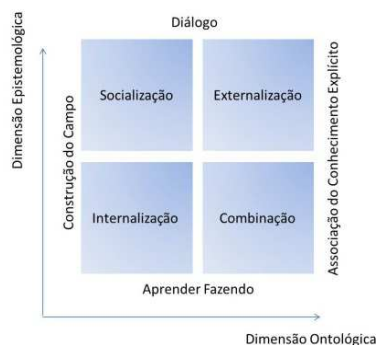 Diálogo
Dimensão Epistemológica
Construção do Campo
Socialização
Externalização
Associação do Conhecimento Explícito
Internalização
Combinação
Aprender Fazendo
Dimensão Ontológica